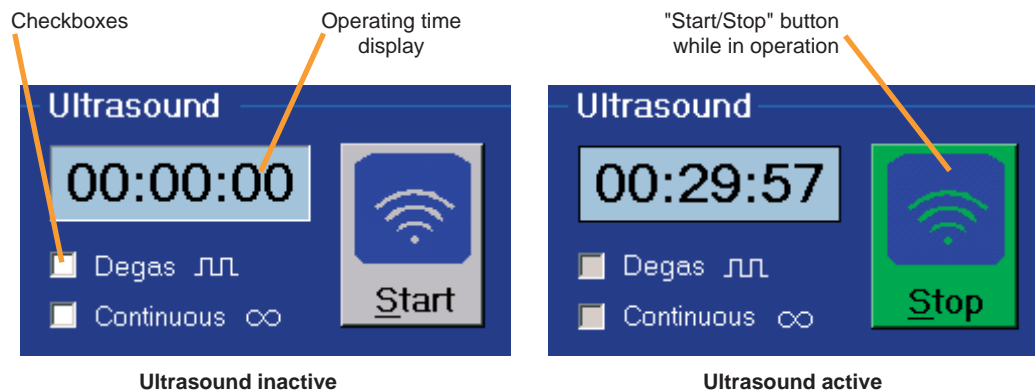 Checkboxes
Operating time
display
"Start/Stop" button
while in operation
Ultrasound
00:00:00
Degas
Continuous ∞
Start
Ultrasound inactive
Ultrasound
00:29:57
Degas
Continuous ∞
Stop
Ultrasound active